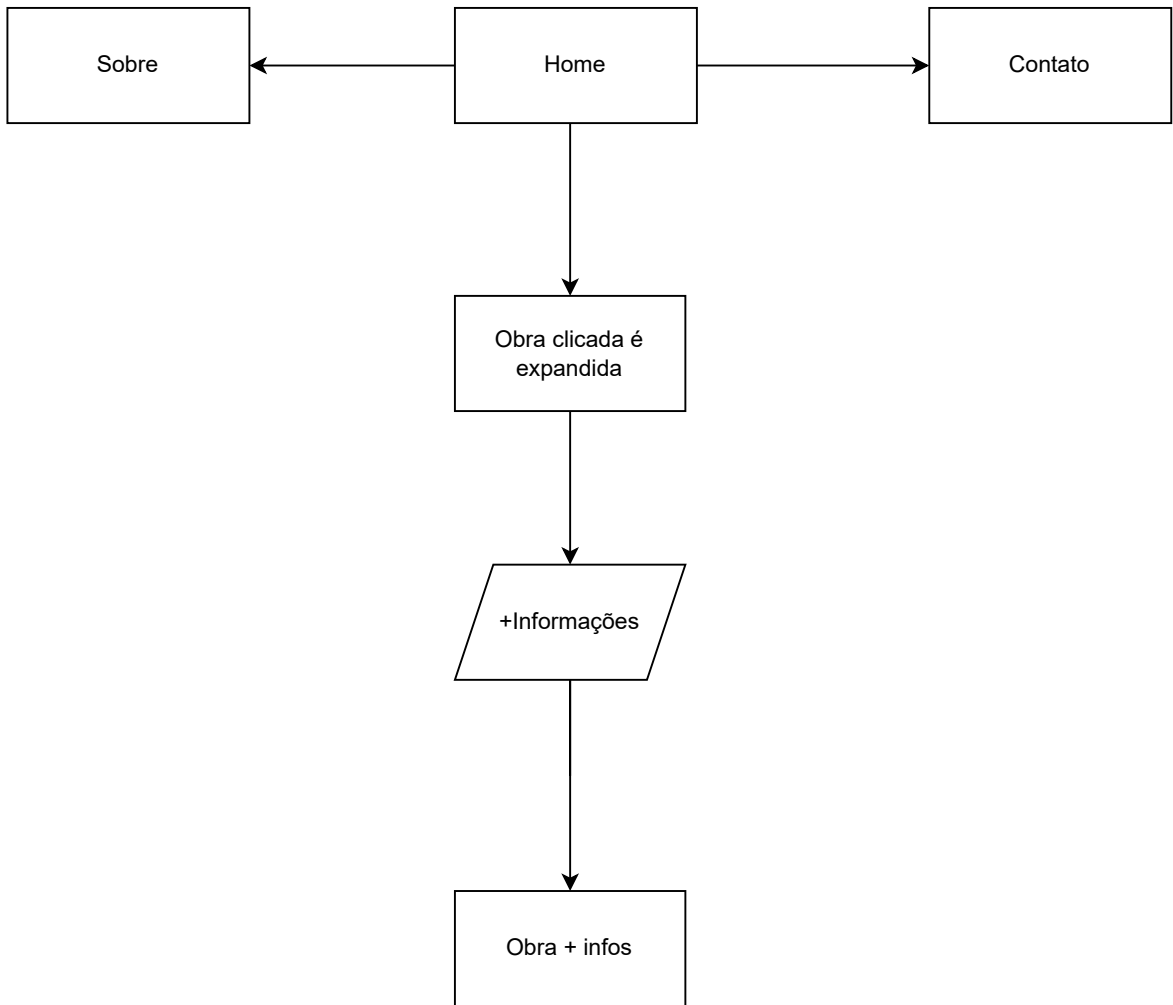 Sobre
Home
Contato
Obra clicada é
expandida
+Informações
Obra + infos